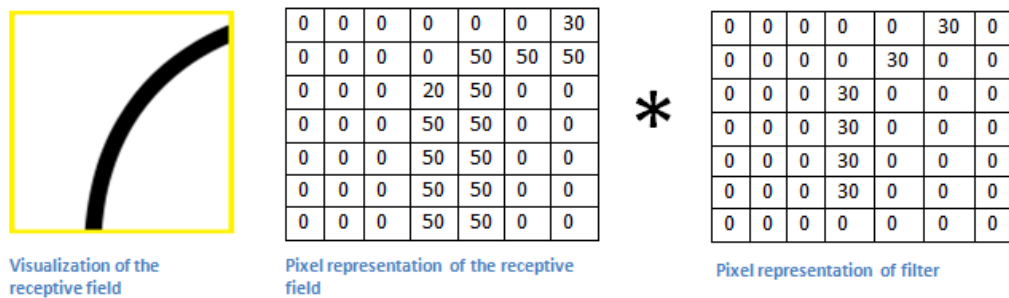 0 0 0 0 0 0 30
0 0 0 0 50 50 50
0 0 0 20 50 0 0
0 0 0 50 50 0 0
0 0 0 50 50 0 0
0 0 0 50 50 0 0
0 0 0 50 50 0 0
*
0 0 0 0 0 30 0
0 0 0 0 30 0 0
0 0 0 30 0 0 0
0 0 0 30 0 0 0
0 0 0 30 0 0 0
0 0 0 30 0 0 0
0 0 0 0 0 0 0
Visualization of the
receptive field
Pixel representation of the receptive
field
Pixel representation of filter